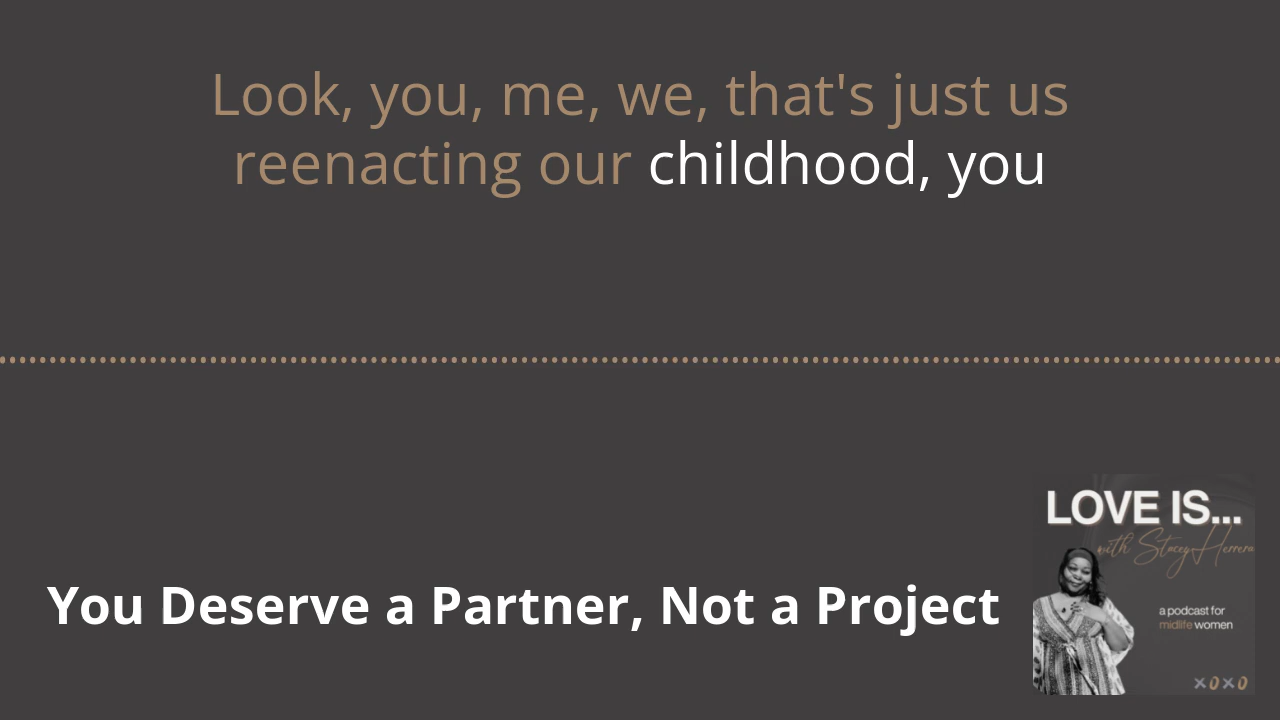 Look, you, me, we, that's just us
reenacting our childhood, you
LOVE IS...
with Stacey Herrera
You Deserve a Partner, Not a Project
a podcast for
midlife women
XOXO